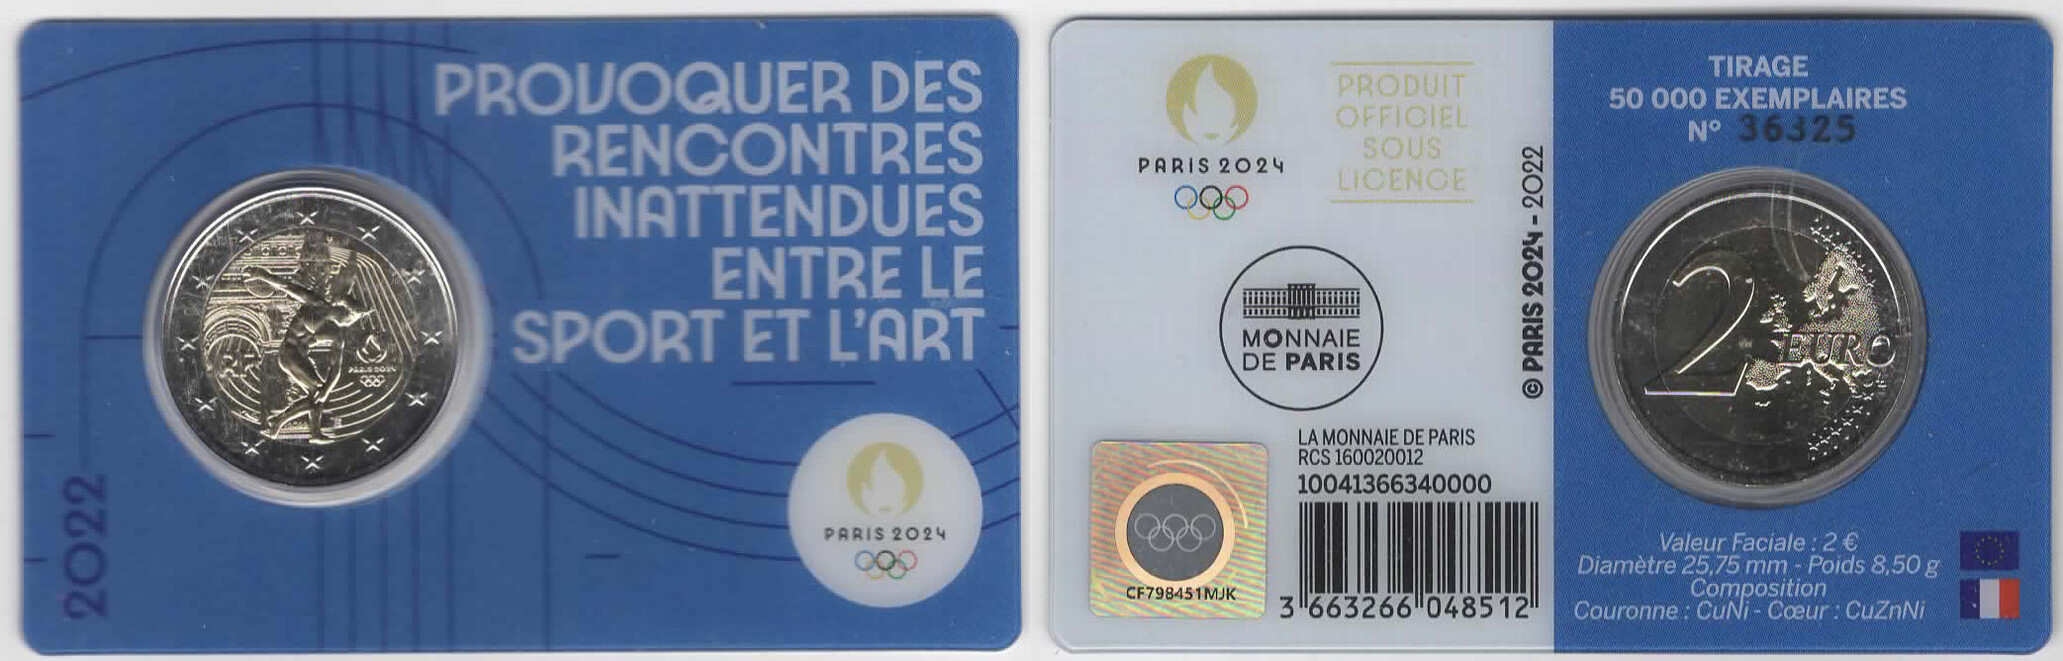 PROVOQUER DES
RENCONTRES
INATTENDUES
ENTRE LE
SPORT ET L'ART
RF
PARIS 2024
2022
PARIS 2024
PARIS 2024
PRODUIT
OFFICIEL
SOUS
LICENCE
MONNAIE
DE PARIS
© PARIS 2024 - 2022
LA MONNAIE DE PARIS
RCS 160020012
10041366340000
CF798451MJK
3 663266 048512
TIRAGE
50 000 EXEMPLAIRES
N° 36325
2 EURO
Valeur Faciale : 2 €
Diamètre 25,75 mm - Poids 8,50 g
Composition
Couronne : CuNi - Cœur : CuZnNi